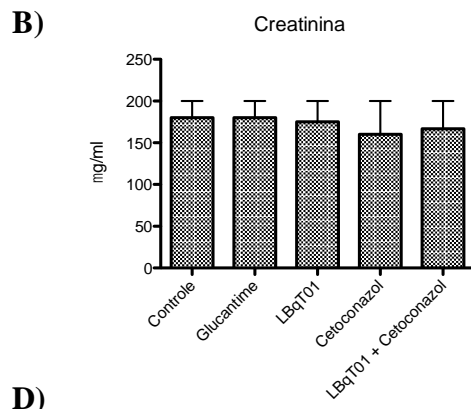 B)
Creatinina
250
200
150
100
50
0
mg/ml
Controle
Glucantime
LBqT01
Cetoconazol
LBqT01 + Cetoconazol
D)